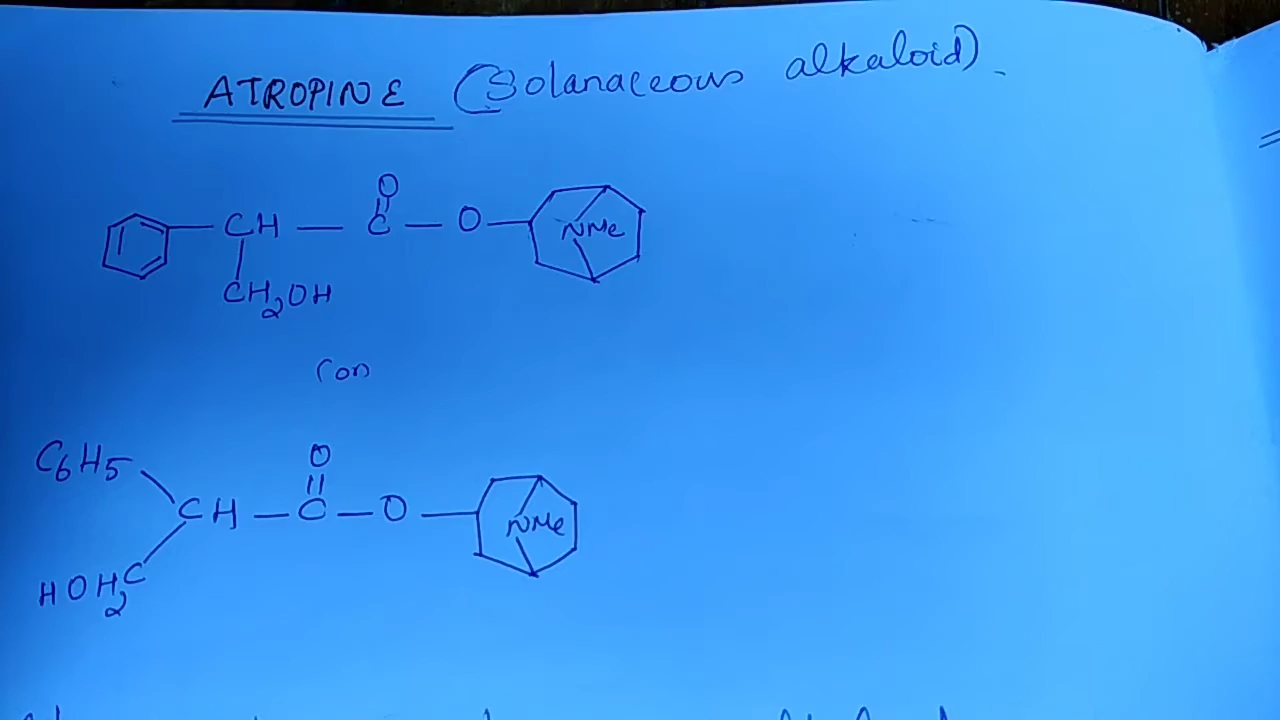 ATROPINE (Solanaceous alkaloid).
O
CH — C — O — NMe
CH2OH
(or)
O
C6H5
CH — C — O — NMe
HOH2C